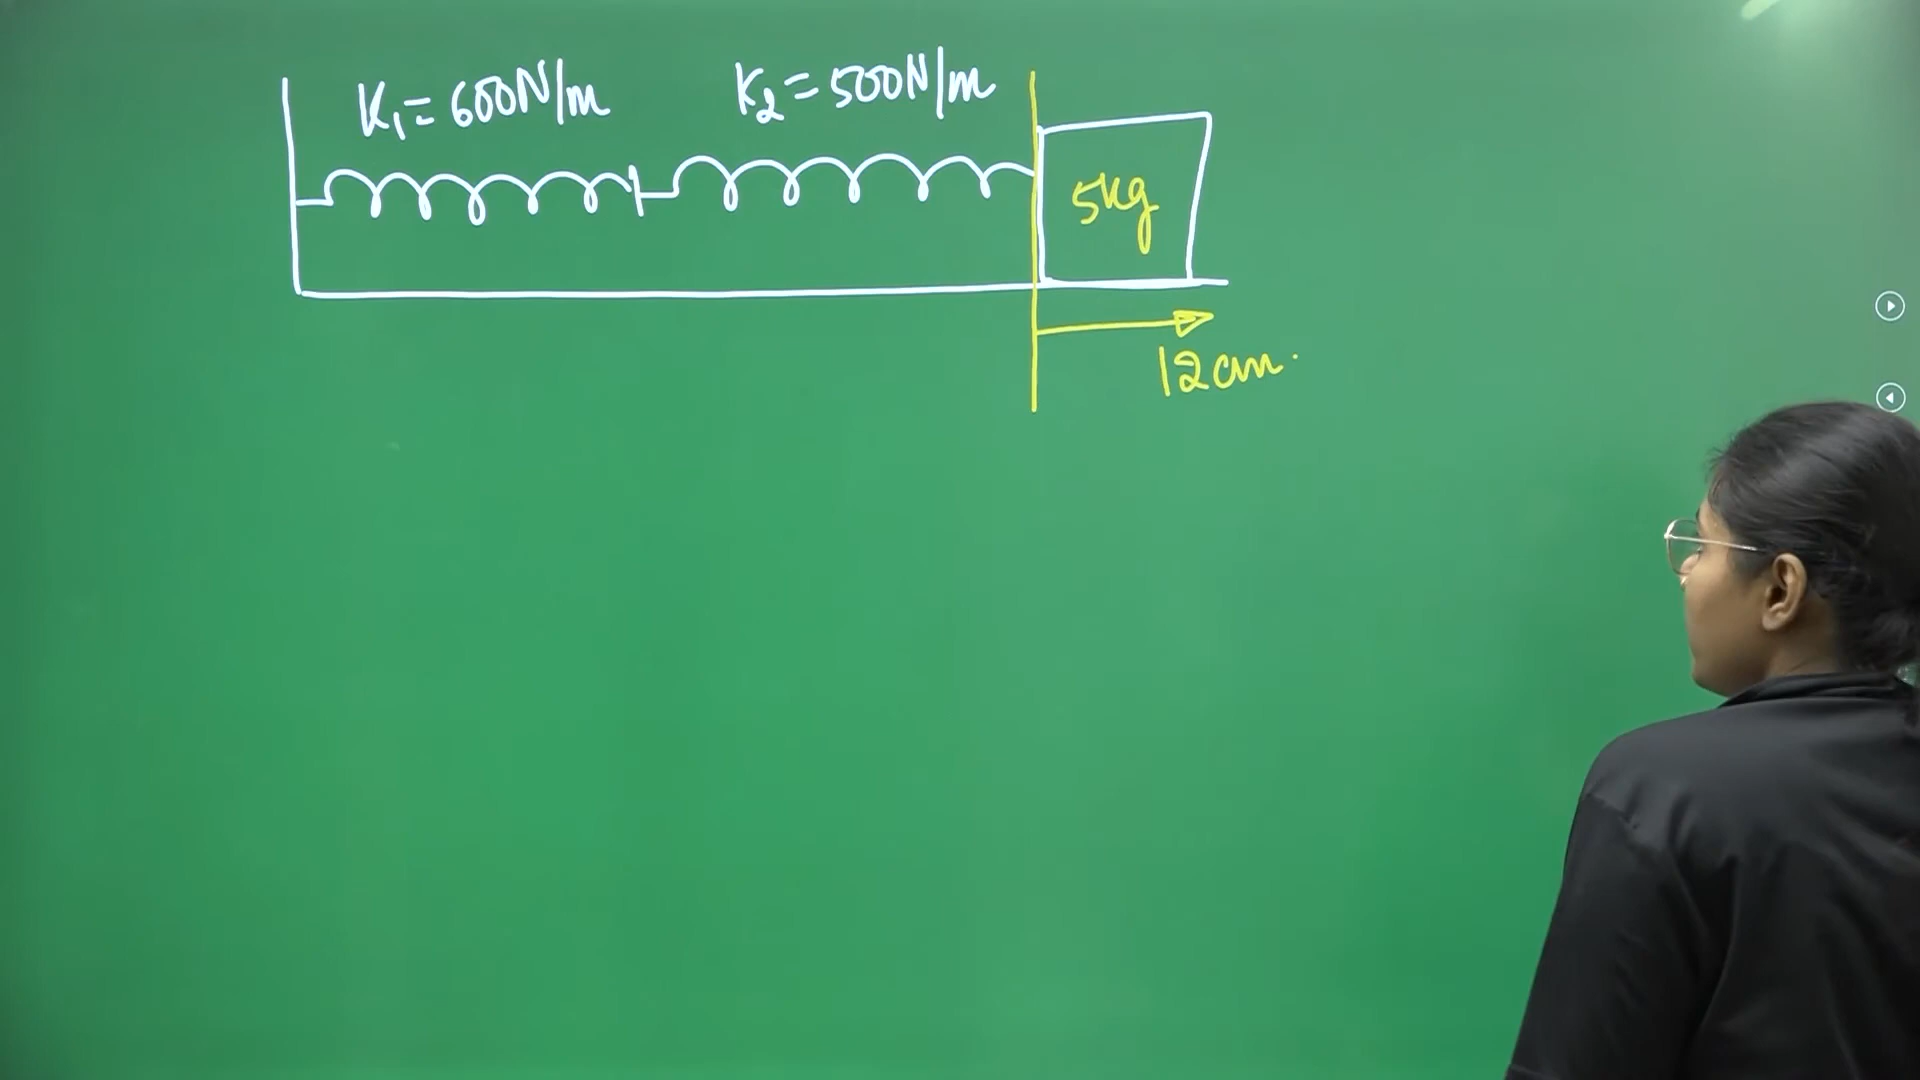 K₁ = 600N/m
K₂ = 500N/m
5kg
12cm.